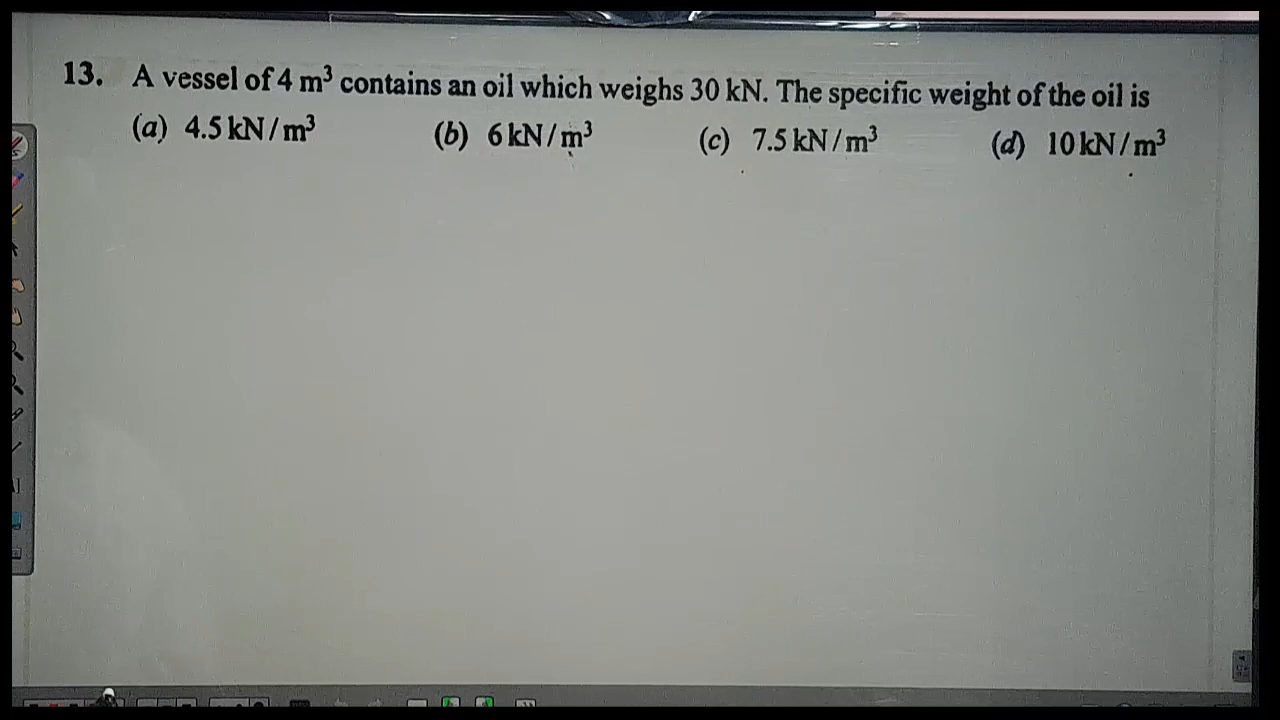 13. A vessel of 4 m³ contains an oil which weighs 30 kN. The specific weight of the oil is
(a) 4.5 kN/m³ (b) 6 kN/m³ (c) 7.5 kN/m³ (d) 10 kN/m³